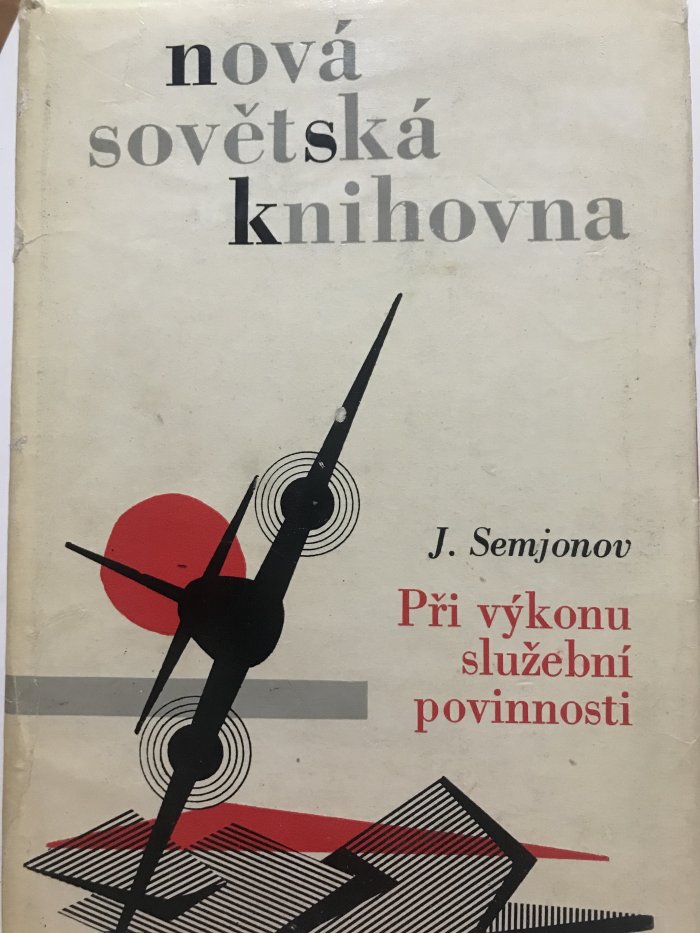 nová
sovětská
knihovna
J. Semjonov
Při výkonu
služební
povinnosti